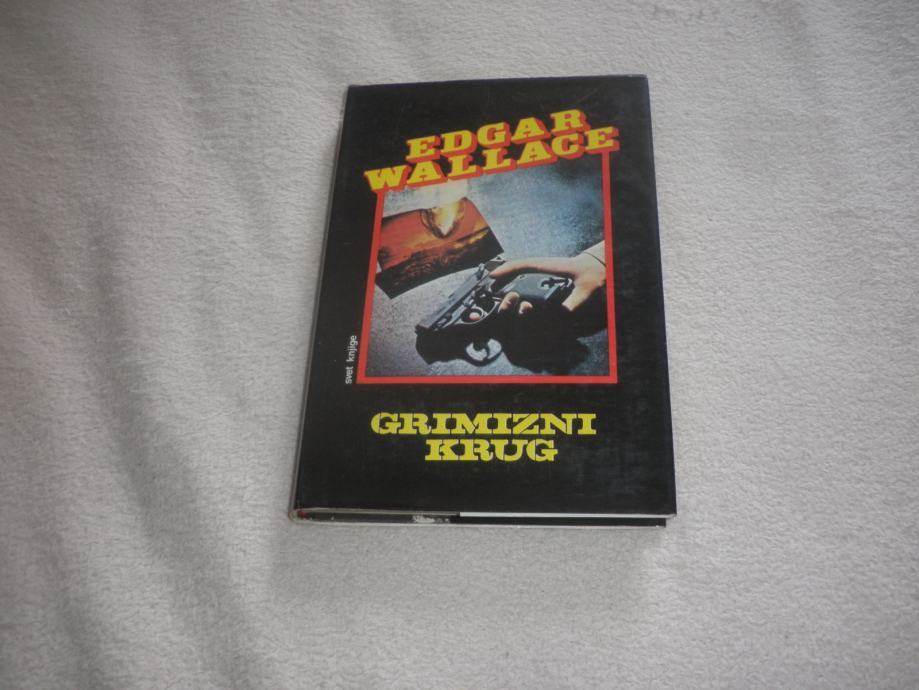 EDGAR
WALLACE
svet knjige
GRIMIZNI
KRUG